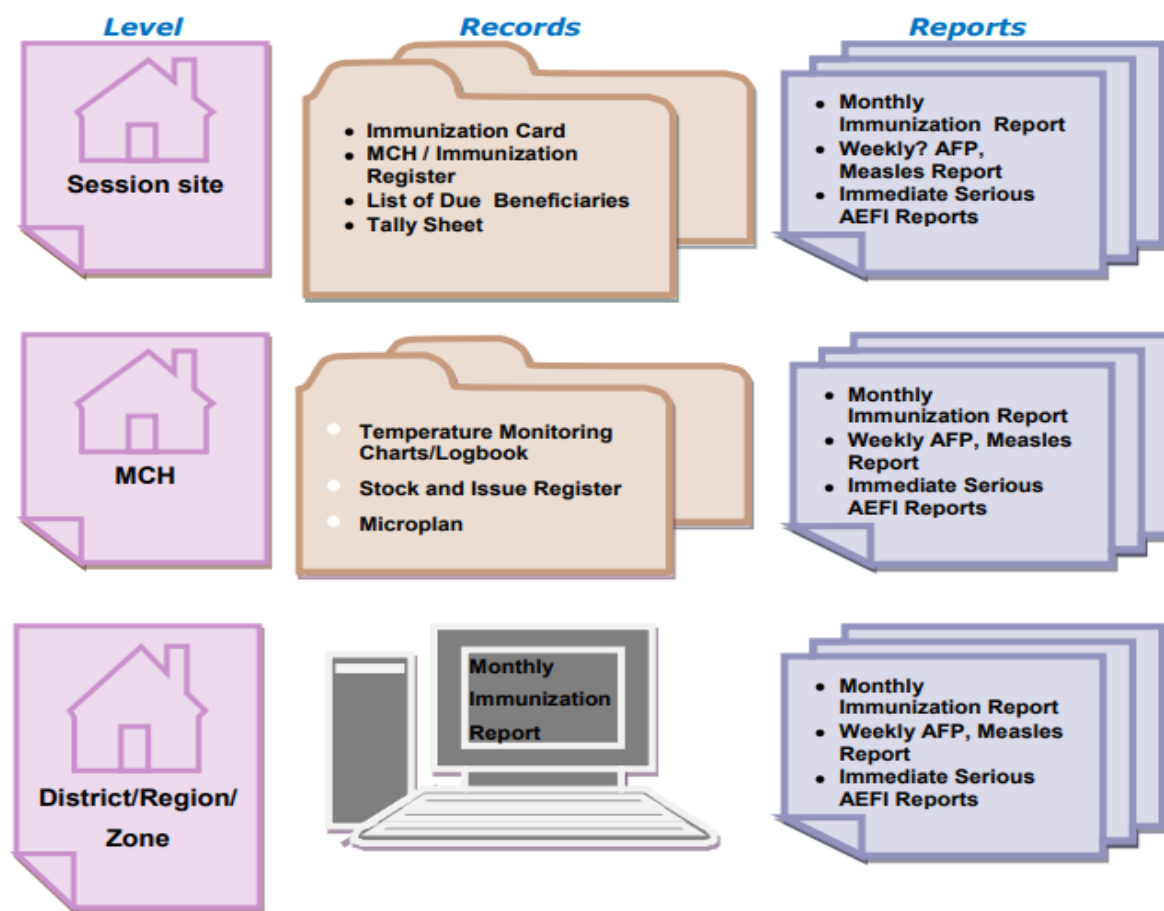 Level Records Reports
Session site
• Immunization Card
• MCH / Immunization
Register
• List of Due Beneficiaries
• Tally Sheet
• Monthly
Immunization Report
• Weekly? AFP,
Measles Report
• Immediate Serious
AEFI Reports
MCH
• Temperature Monitoring
Charts/Logbook
• Stock and Issue Register
• Microplan
• Monthly
Immunization Report
• Weekly AFP, Measles
Report
• Immediate Serious
AEFI Reports
District/Region/
Zone
Monthly
Immunization
Report
• Monthly
Immunization Report
• Weekly AFP, Measles
Report
• Immediate Serious
AEFI Reports